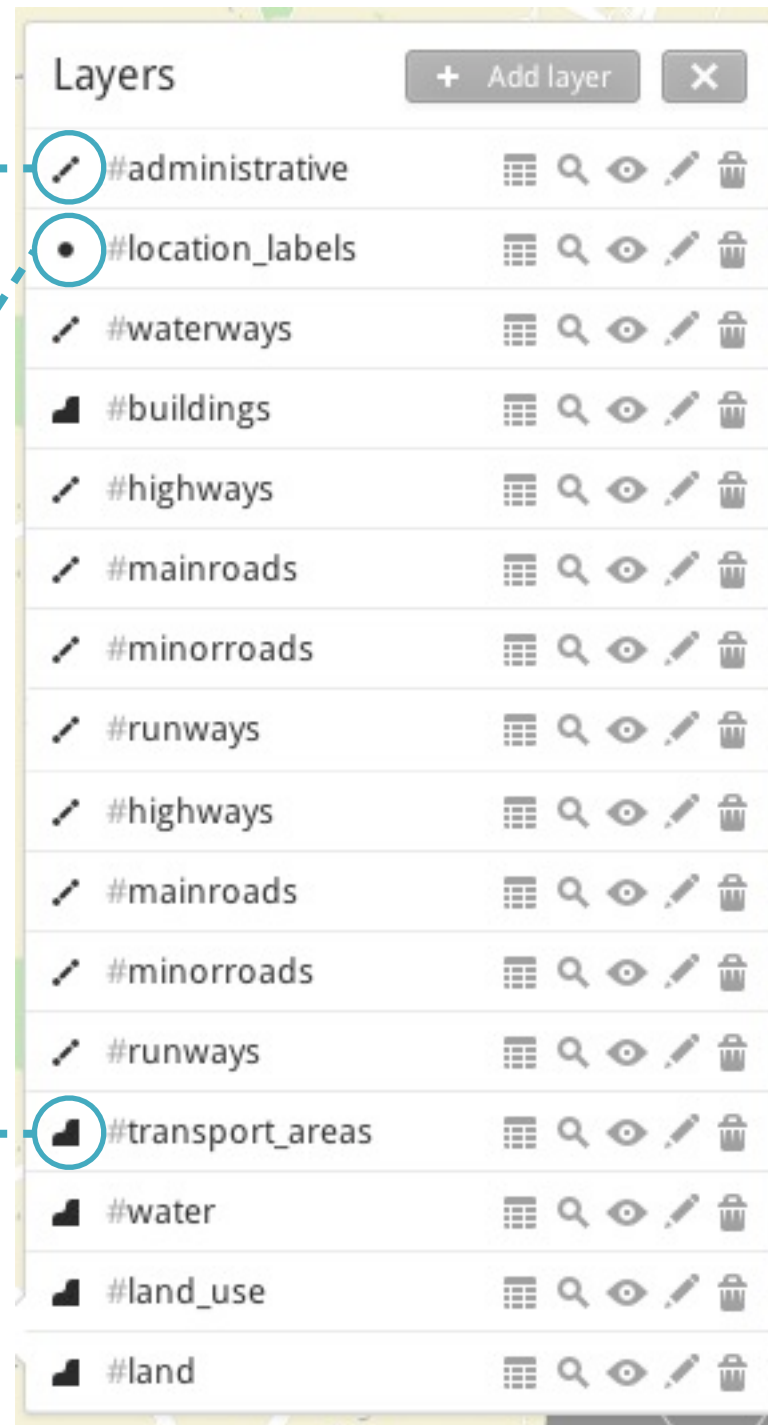 Layers
+ Add layer
#administrative
#location_labels
#waterways
#buildings
#highways
#mainroads
#minorroads
#runways
#highways
#mainroads
#minorroads
#runways
#transport_areas
#water
#land_use
#land